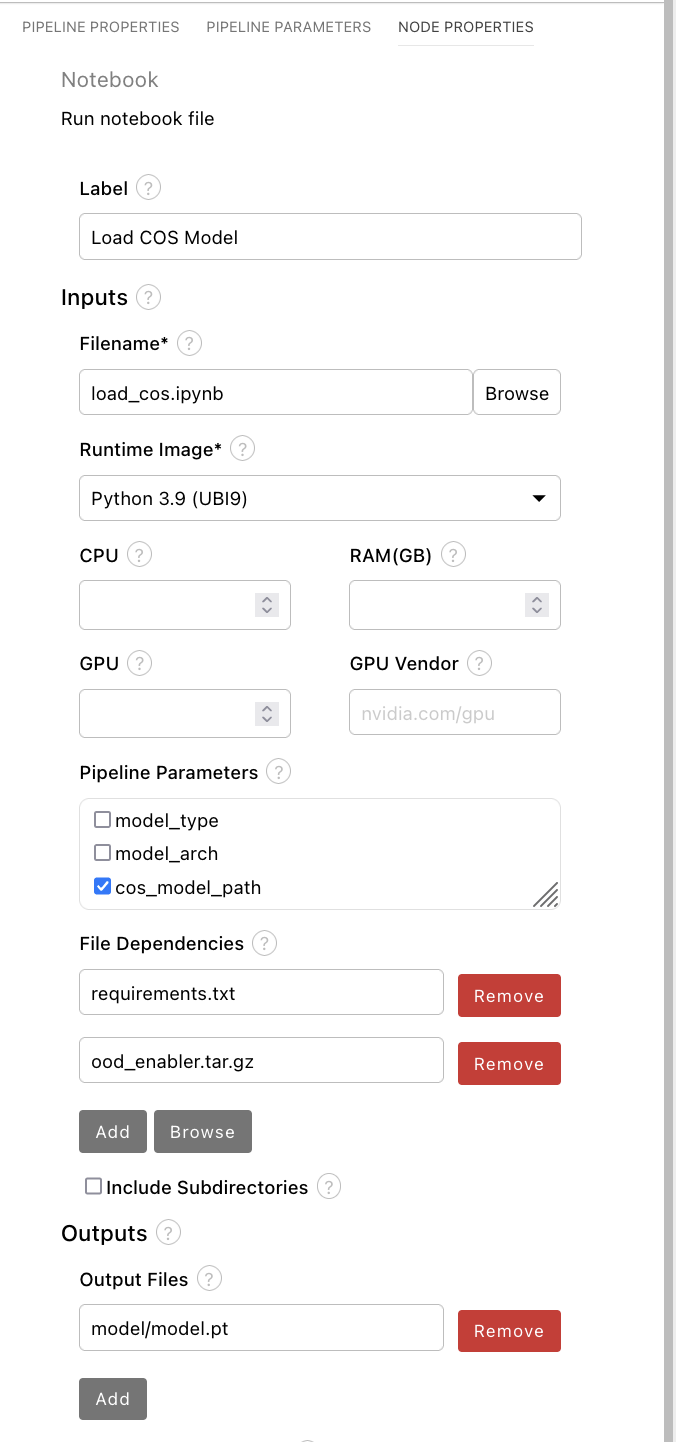 PIPELINE PROPERTIES PIPELINE PARAMETERS NODE PROPERTIES
Notebook
Run notebook file
Label ?
Load COS Model
Inputs ?
Filename* ?
load_cos.ipynb Browse
Runtime Image* ?
Python 3.9 (UBI9)
CPU ? RAM(GB) ?
GPU ? GPU Vendor ?
nvidia.com/gpu
Pipeline Parameters ?
model_type
model_arch
cos_model_path
File Dependencies ?
requirements.txt Remove
ood_enabler.tar.gz Remove
Add Browse
Include Subdirectories ?
Outputs ?
Output Files ?
model/model.pt Remove
Add